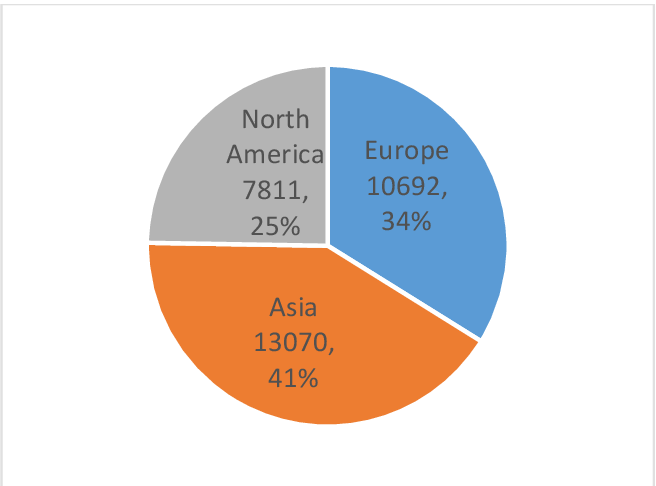 North
America
7811,
25%
Europe
10692,
34%
Asia
13070,
41%